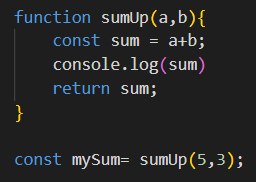 function sumUp(a,b){
    const sum = a+b;
    console.log(sum)
    return sum;
}

const mySum= sumUp(5,3);